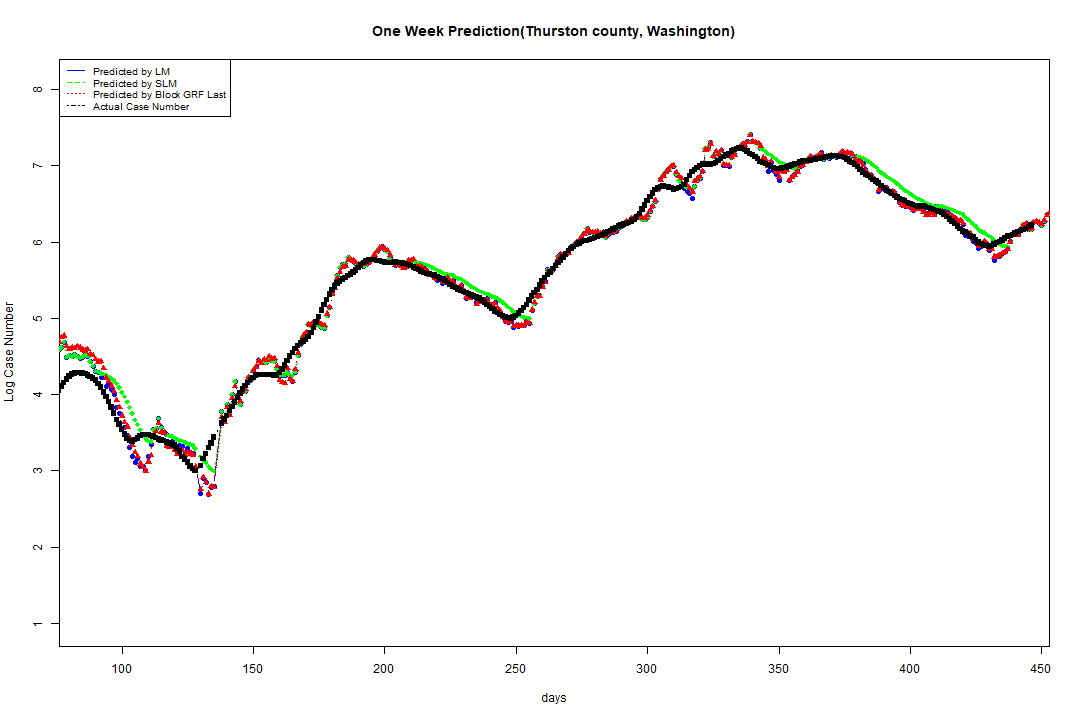 One Week Prediction(Thurston county, Washington)
Predicted by LM
Predicted by SLM
Predicted by Block GRF Last
Actual Case Number
8
7
6
5
4
3
2
1
Log Case Number
100 150 200 250 300 350 400 450
days